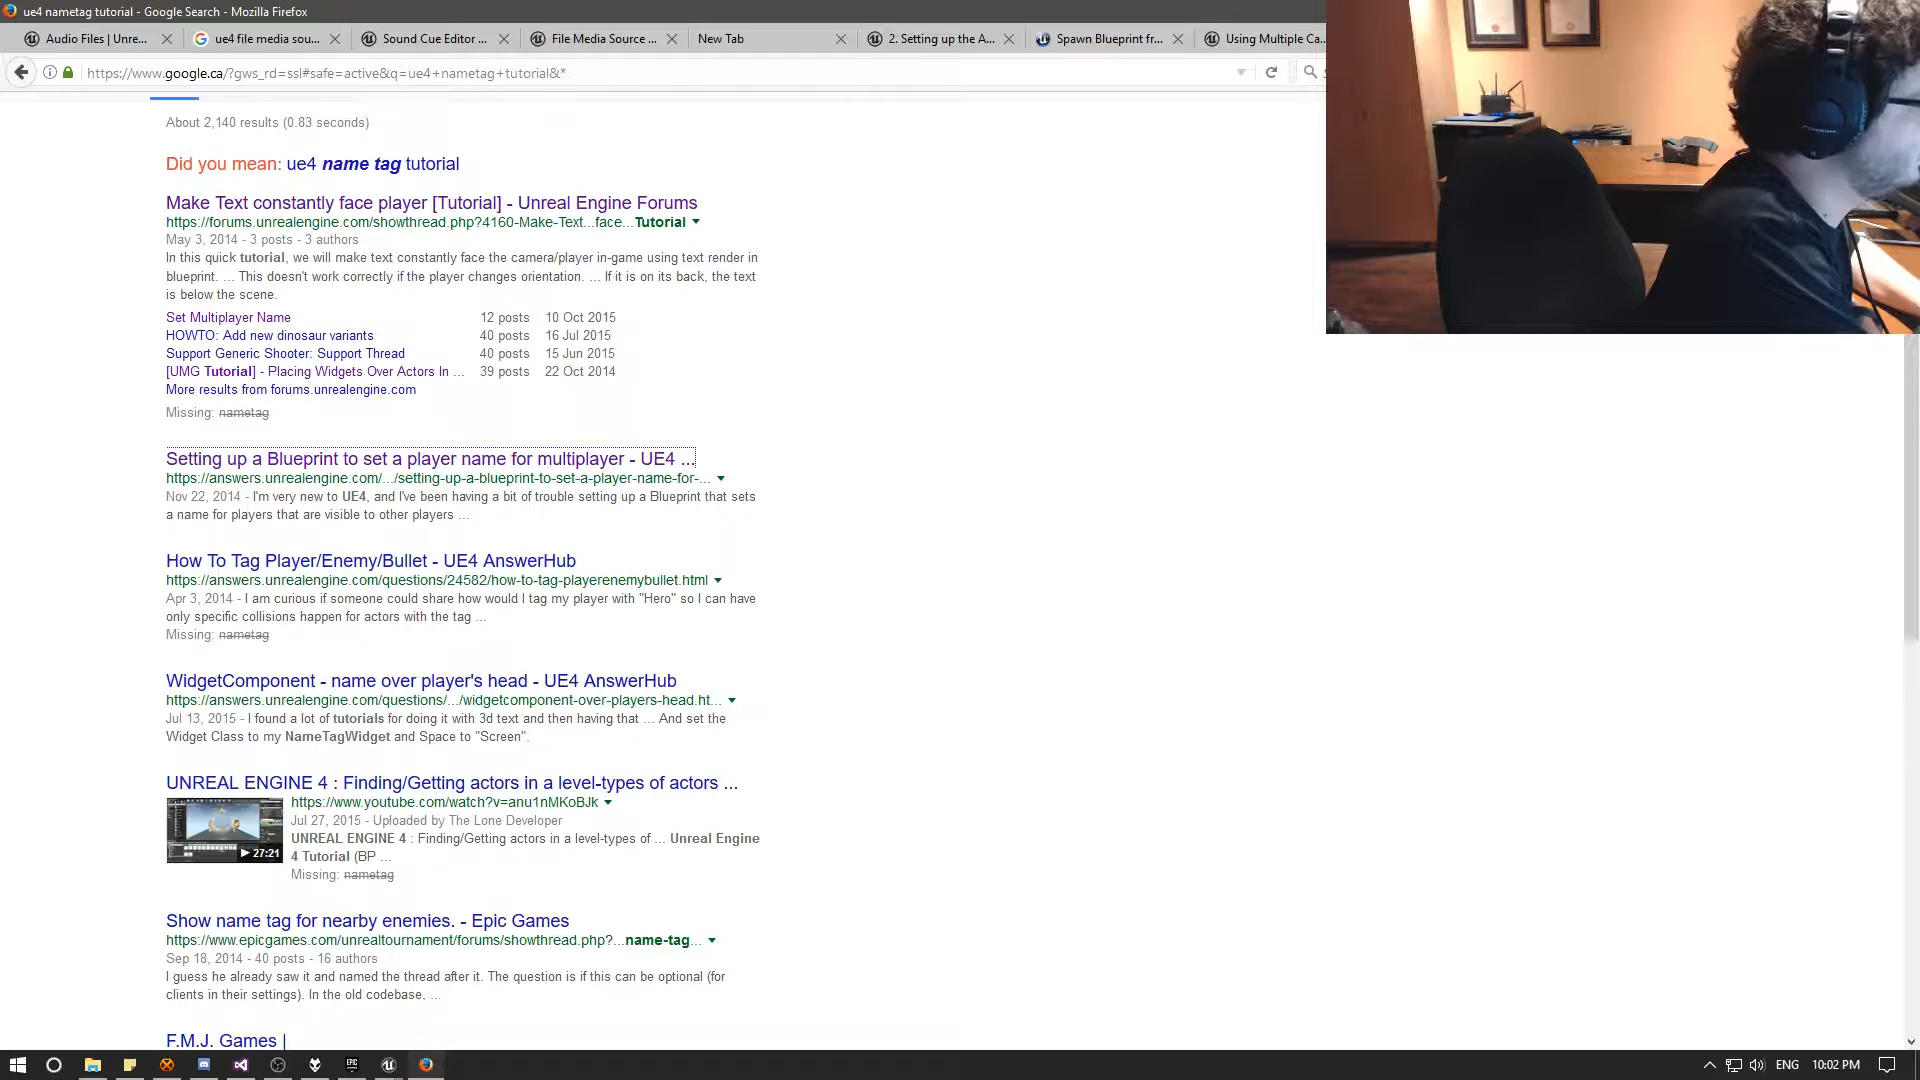 ue4 nametag tutorial - Google Search - Mozilla Firefox
Audio Files | Unre...
ue4 file media sou...
Sound Cue Editor ...
File Media Source ...
New Tab
2. Setting up the A...
Spawn Blueprint fr...
Using Multiple Ca...
https://www.google.ca/?gws_rd=ssl#safe=active&q=ue4+nametag+tutorial&*
About 2,140 results (0.83 seconds)
Did you mean: ue4 name tag tutorial
Make Text constantly face player [Tutorial] - Unreal Engine Forums
https://forums.unrealengine.com/showthread.php?4160-Make-Text...face...Tutorial
May 3, 2014 - 3 posts - 3 authors
In this quick tutorial, we will make text constantly face the camera/player in-game using text render in
blueprint. ... This doesn't work correctly if the player changes orientation. ... If it is on its back, the text
is below the scene.
Set Multiplayer Name 12 posts 10 Oct 2015
HOWTO: Add new dinosaur variants 40 posts 16 Jul 2015
Support Generic Shooter: Support Thread 40 posts 15 Jun 2015
[UMG Tutorial] - Placing Widgets Over Actors In ... 39 posts 22 Oct 2014
More results from forums.unrealengine.com
Missing: nametag
Setting up a Blueprint to set a player name for multiplayer - UE4 ...
https://answers.unrealengine.com/.../setting-up-a-blueprint-to-set-a-player-name-for-...
Nov 22, 2014 - I'm very new to UE4, and I've been having a bit of trouble setting up a Blueprint that sets
a name for players that are visible to other players ...
How To Tag Player/Enemy/Bullet - UE4 AnswerHub
https://answers.unrealengine.com/questions/24582/how-to-tag-playerenemybullet.html
Apr 3, 2014 - I am curious if someone could share how would I tag my player with "Hero" so I can have
only specific collisions happen for actors with the tag ...
Missing: nametag
WidgetComponent - name over player's head - UE4 AnswerHub
https://answers.unrealengine.com/questions/.../widgetcomponent-over-players-head.ht...
Jul 13, 2015 - I found a lot of tutorials for doing it with 3d text and then having that ... And set the
Widget Class to my NameTagWidget and Space to "Screen".
UNREAL ENGINE 4 : Finding/Getting actors in a level-types of actors ...
https://www.youtube.com/watch?v=anu1nMKoBJk
Jul 27, 2015 - Uploaded by The Lone Developer
UNREAL ENGINE 4 : Finding/Getting actors in a level-types of ... Unreal Engine
4 Tutorial (BP ...
27:21
Missing: nametag
Show name tag for nearby enemies. - Epic Games
https://www.epicgames.com/unrealtournament/forums/showthread.php?...name-tag...
Sep 18, 2014 - 40 posts - 16 authors
I guess he already saw it and named the thread after it. The question is if this can be optional (for
clients in their settings). In the old codebase, ...
F.M.J. Games |
EPIC
ENG
10:02 PM